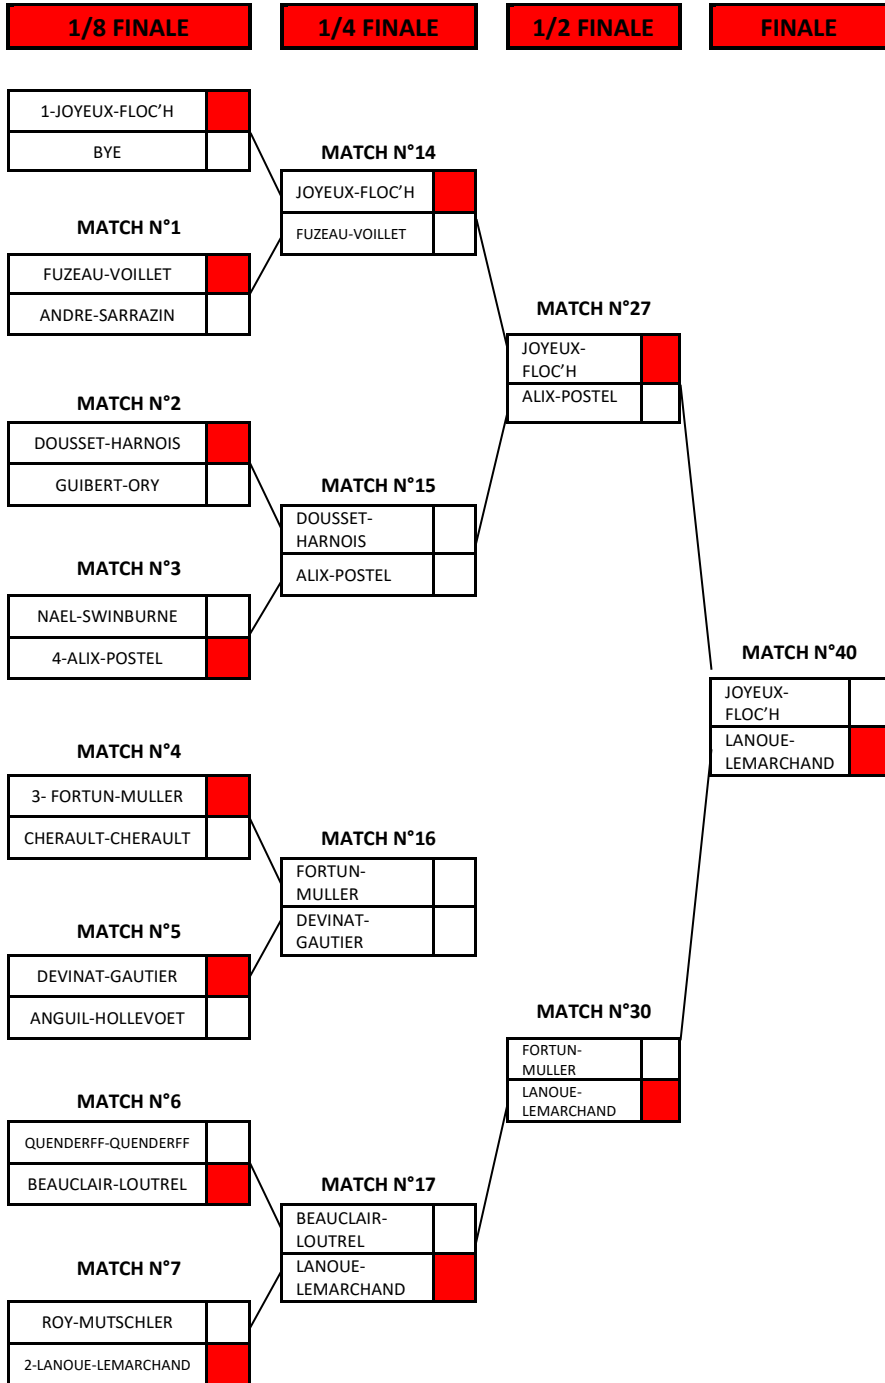 1/8 FINALE
1/4 FINALE
1/2 FINALE
FINALE
1-JOYEUX-FLOC’H
BYE
MATCH N°1
FUZEAU-VOILLET
ANDRE-SARRAZIN
MATCH N°2
DOUSSET-HARNOIS
GUIBERT-ORY
MATCH N°3
NAEL-SWINBURNE
4-ALIX-POSTEL
MATCH N°4
3- FORTUN-MULLER
CHERAULT-CHERAULT
MATCH N°5
DEVINAT-GAUTIER
ANGUIL-HOLLEVOET
MATCH N°6
QUENDERFF-QUENDERFF
BEAUCLAIR-LOUTREL
MATCH N°7
ROY-MUTSCHLER
2-LANOUE-LEMARCHAND
MATCH N°14
JOYEUX-FLOC’H
FUZEAU-VOILLET
MATCH N°15
DOUSSET-
HARNOIS
ALIX-POSTEL
MATCH N°16
FORTUN-
MULLER
DEVINAT-
GAUTIER
MATCH N°17
BEAUCLAIR-
LOUTREL
LANOUE-
LEMARCHAND
MATCH N°27
JOYEUX-
FLOC’H
ALIX-POSTEL
MATCH N°30
FORTUN-
MULLER
LANOUE-
LEMARCHAND
MATCH N°40
JOYEUX-
FLOC’H
LANOUE-
LEMARCHAND